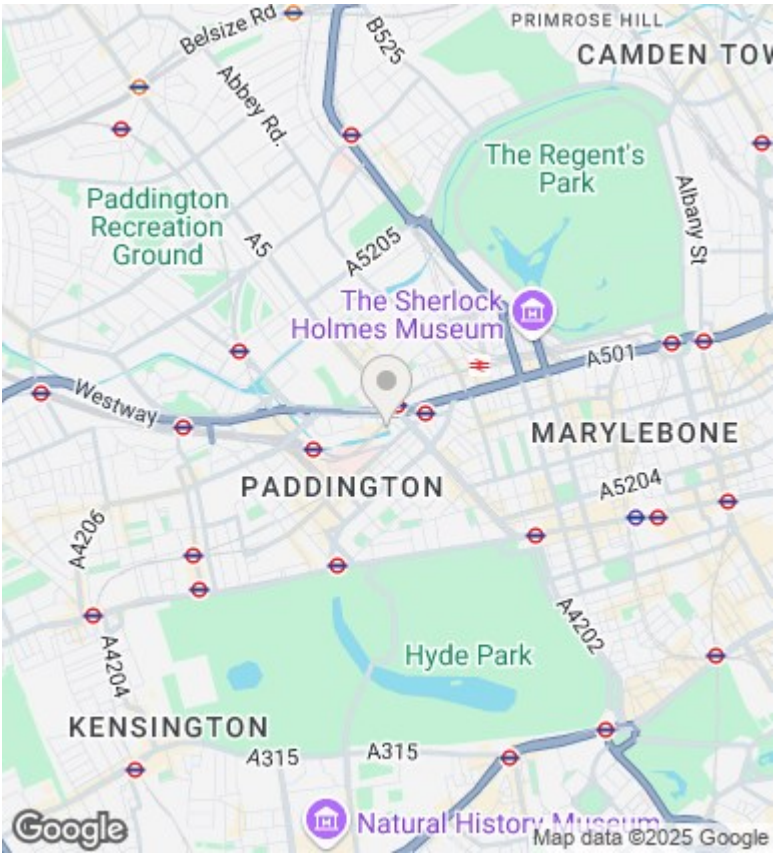 PRIMROSE HILL
Belsize Rd
B525
CAMDEN TOW
Abbey Rd.
The Regent's
Park
Paddington
Recreation
Ground
Albany St
A5
A5205
The Sherlock
Holmes Museum
A501
Westway
MARYLEBONE
PADDINGTON
A5204
A4206
A4202
A4204
Hyde Park
KENSINGTON
A315
A315
Google
Natural History Museum
Map data ©2025 Google